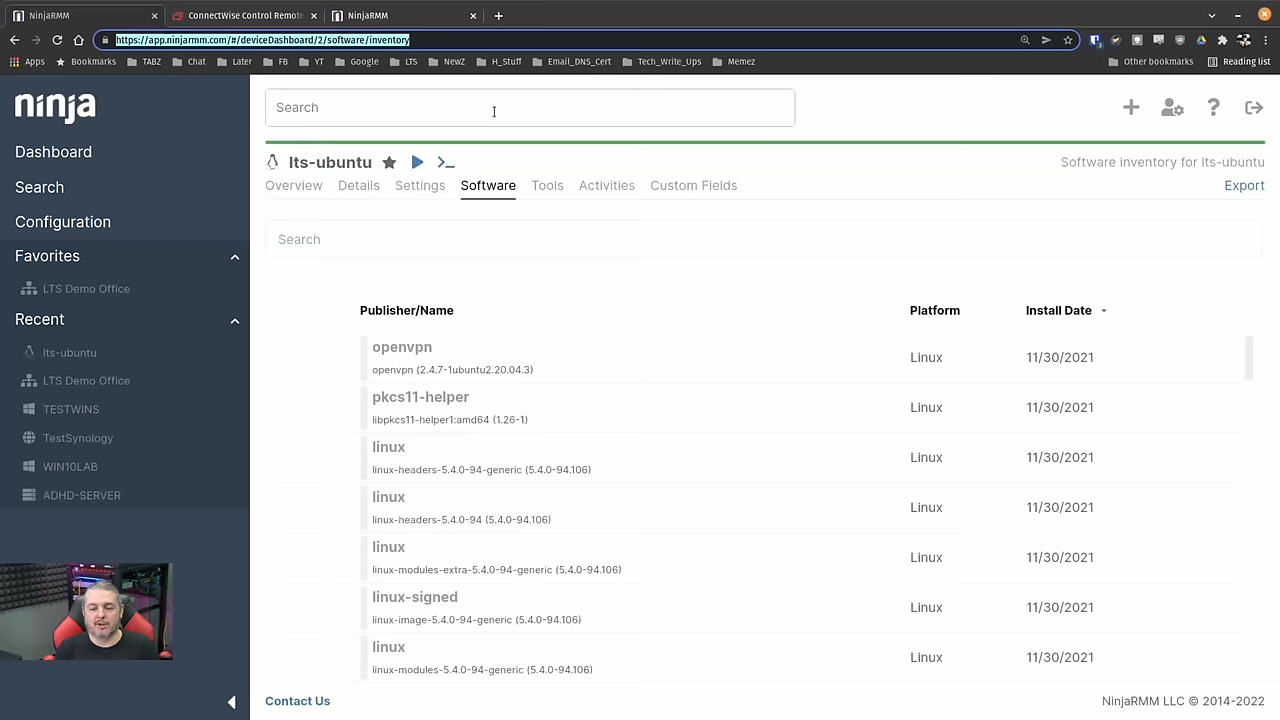 NinjaRMM
ConnectWise Control Remote
NinjaRMM
https://app.ninjarmm.com/#/deviceDashboard/2/software/inventory
Apps
Bookmarks
TABZ
Chat
Later
FB
YT
Google
LTS
NewZ
H_Stuff
Email_DNS_Cert
Tech_Write_Ups
Memez
Other bookmarks
Reading list
ninja
Dashboard
Search
Configuration
Favorites
LTS Demo Office
Recent
lts-ubuntu
LTS Demo Office
TESTWINS
TestSynology
WIN10LAB
ADHD-SERVER
Search
lts-ubuntu
Software inventory for lts-ubuntu
Overview Details Settings Software Tools Activities Custom Fields
Export
Search
Publisher/Name Platform Install Date
openvpn
openvpn (2.4.7-1ubuntu2.20.04.3)
Linux 11/30/2021
pkcs11-helper
libpkcs11-helper1:amd64 (1.26-1)
Linux 11/30/2021
linux
linux-headers-5.4.0-94-generic (5.4.0-94.106)
Linux 11/30/2021
linux
linux-headers-5.4.0-94 (5.4.0-94.106)
Linux 11/30/2021
linux
linux-modules-extra-5.4.0-94-generic (5.4.0-94.106)
Linux 11/30/2021
linux-signed
linux-image-5.4.0-94-generic (5.4.0-94.106)
Linux 11/30/2021
linux
linux-modules-5.4.0-94-generic (5.4.0-94.106)
Linux 11/30/2021
Contact Us
NinjaRMM LLC © 2014-2022